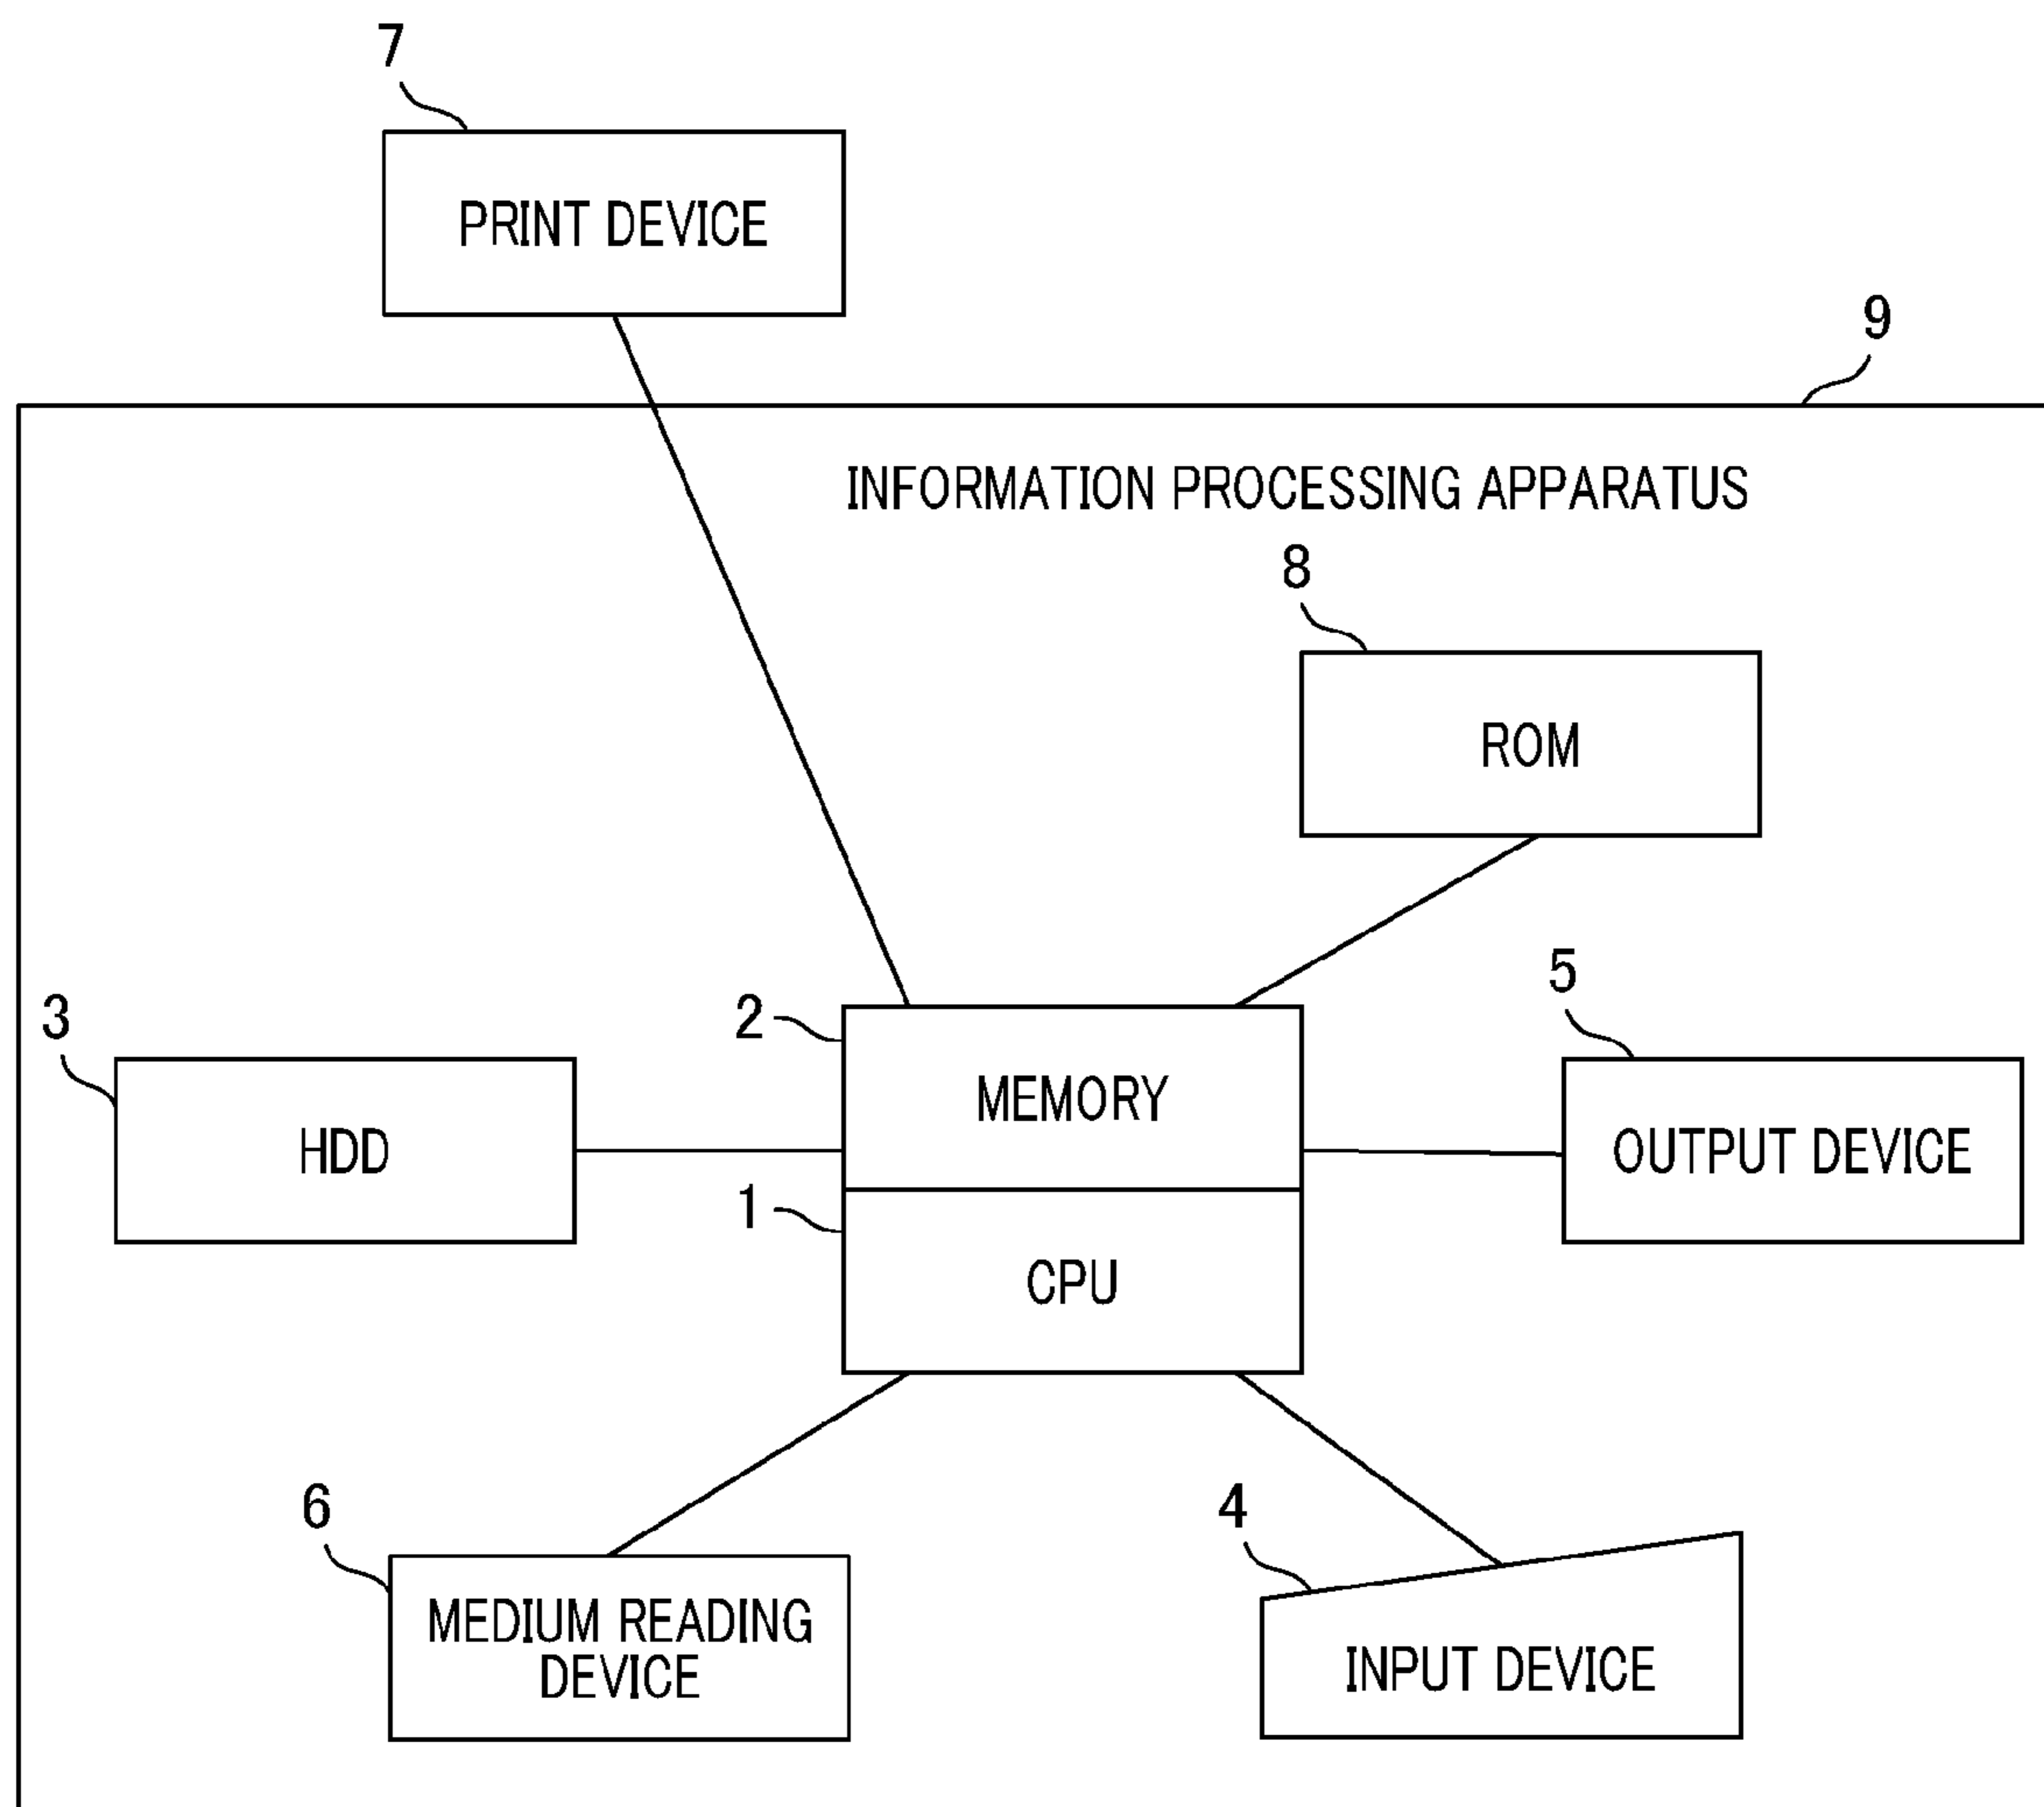 7
PRINT DEVICE
9
INFORMATION PROCESSING APPARATUS
8
ROM
5
3
2
MEMORY
HDD
OUTPUT DEVICE
1
CPU
6
4
MEDIUM READING
DEVICE
INPUT DEVICE